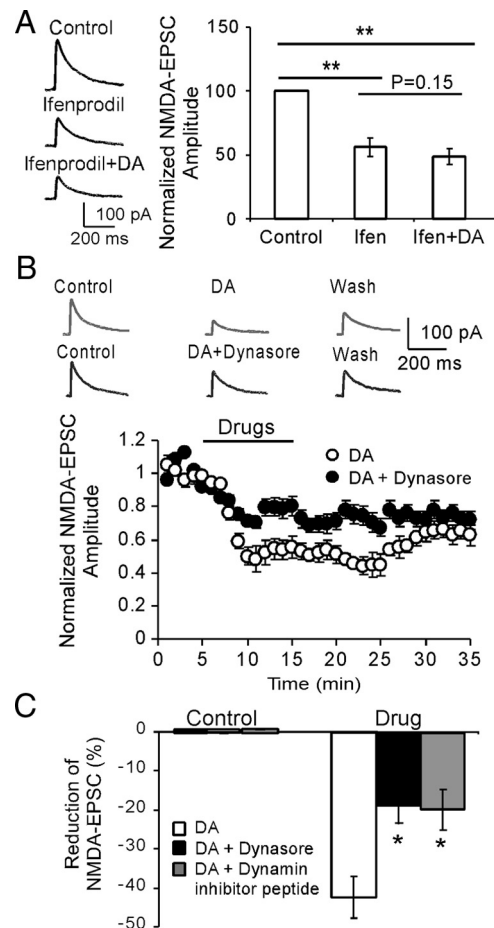 A
Control
Ifenprodil
Ifenprodil+DA
100 pA
200 ms
Normalized NMDA-EPSC
Amplitude
150
100
50
0
**
**
P=0.15
Control Ifen Ifen+DA
B
Control DA Wash
Control DA+Dynasore Wash
100 pA
200 ms
Drugs
DA
DA + Dynasore
Normalized NMDA-EPSC
Amplitude
1.2
1
0.8
0.6
0.4
0.2
0
0 5 10 15 20 25 30 35
Time (min)
C
Control Drug
Reduction of
NMDA-EPSC (%)
0
-10
-20
-30
-40
-50
DA
DA + Dynasore
DA + Dynamin
inhibitor peptide
* *